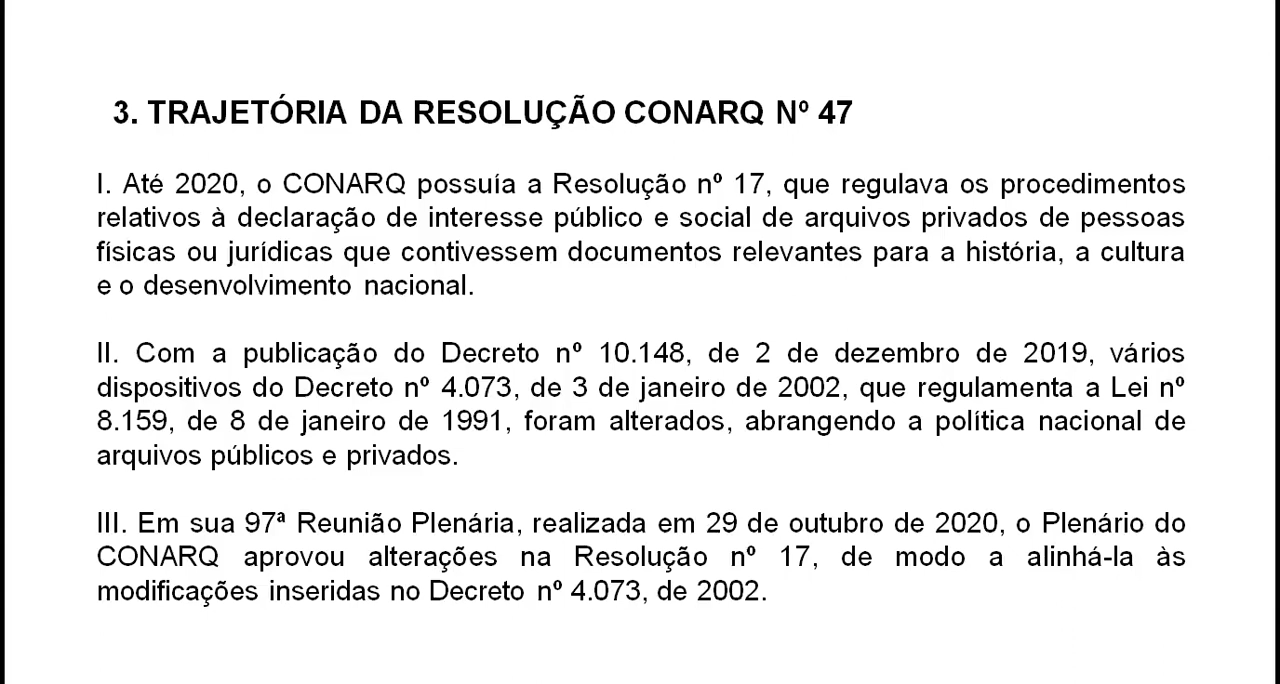 3. TRAJETÓRIA DA RESOLUÇÃO CONARQ Nº 47
I. Até 2020, o CONARQ possuía a Resolução nº 17, que regulava os procedimentos
relativos à declaração de interesse público e social de arquivos privados de pessoas
físicas ou jurídicas que contivessem documentos relevantes para a história, a cultura
e o desenvolvimento nacional.
II. Com a publicação do Decreto nº 10.148, de 2 de dezembro de 2019, vários
dispositivos do Decreto nº 4.073, de 3 de janeiro de 2002, que regulamenta a Lei nº
8.159, de 8 de janeiro de 1991, foram alterados, abrangendo a política nacional de
arquivos públicos e privados.
III. Em sua 97ª Reunião Plenária, realizada em 29 de outubro de 2020, o Plenário do
CONARQ aprovou alterações na Resolução nº 17, de modo a alinhá-la às
modificações inseridas no Decreto nº 4.073, de 2002.